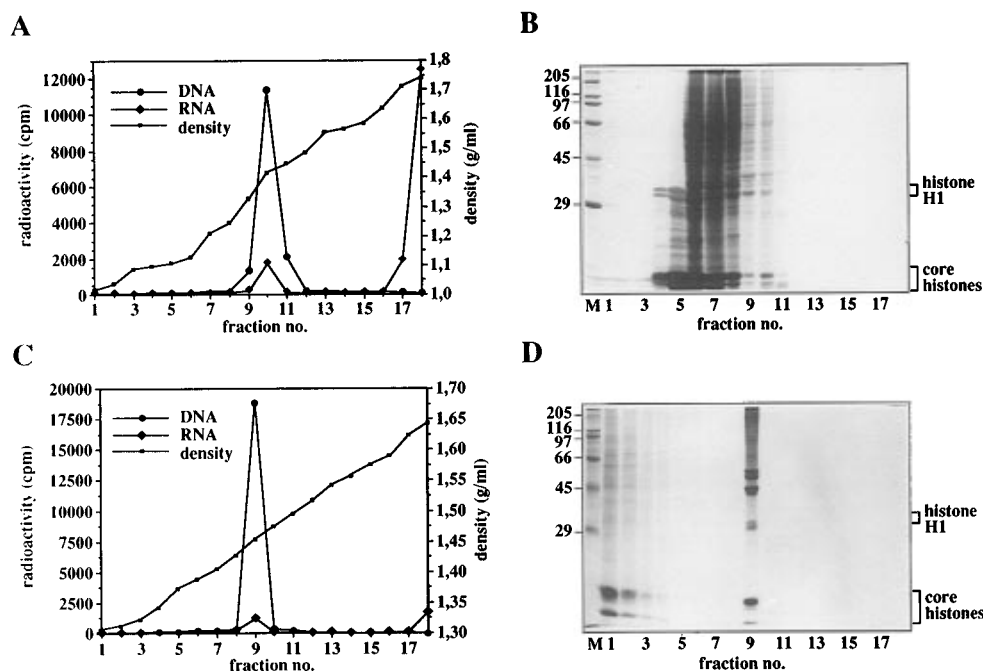 A
radioactivity (cpm)
12000
10000
8000
6000
4000
2000
0
DNA
RNA
density
1,8
1,7
1,6
1,5
1,4
1,3
1,2
1,1
1,0
density (g/ml)
1 3 5 7 9 11 13 15 17
fraction no.
B
205
116
97
66
45
29
histone
H1
core
histones
M 1 3 5 7 9 11 13 15 17
fraction no.
C
radioactivity (cpm)
20000
17500
15000
12500
10000
7500
5000
2500
0
DNA
RNA
density
1,70
1,65
1,60
1,55
1,50
1,45
1,40
1,35
1,30
density (g/ml)
1 3 5 7 9 11 13 15 17
fraction no.
D
205
116
97
66
45
29
histone
H1
core
histones
M 1 3 5 7 9 11 13 15 17
fraction no.